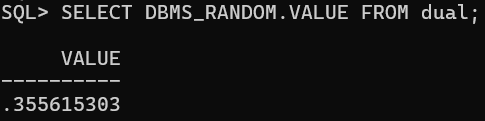 SQL> SELECT DBMS_RANDOM.VALUE FROM dual;
     VALUE
----------
.355615303